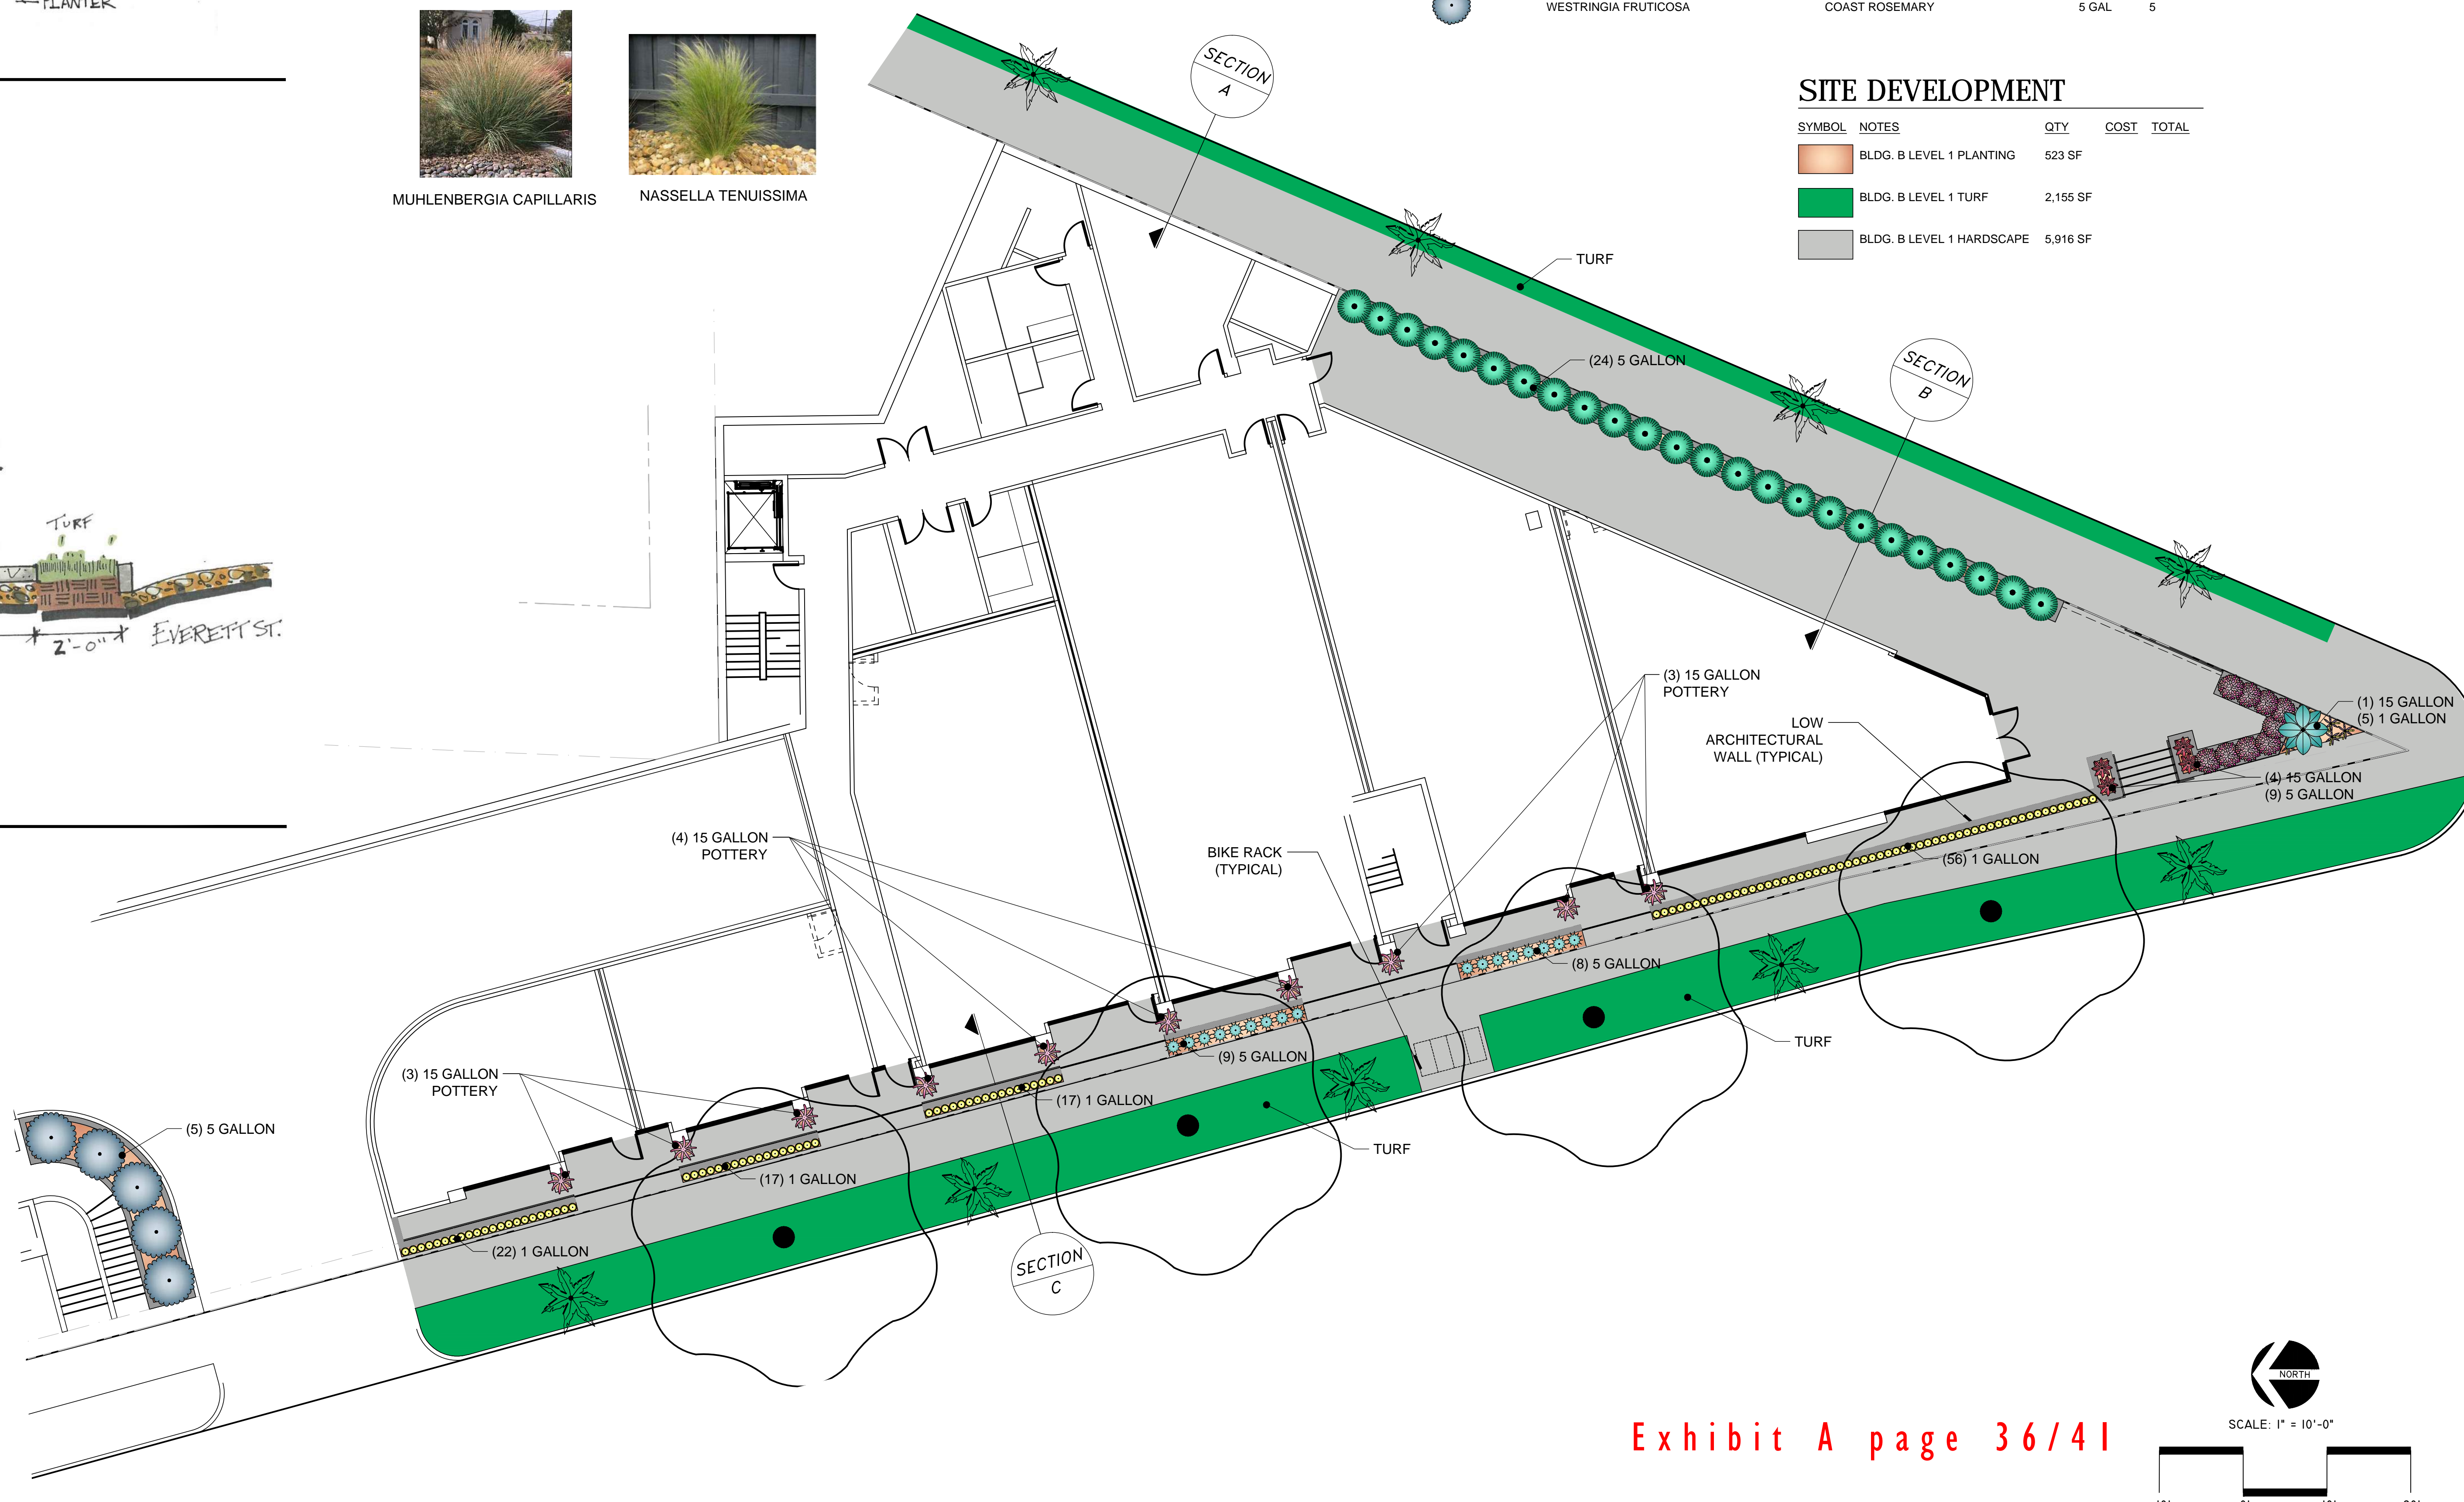 PLANTER
WESTRINGIA FRUTICOSA COAST ROSEMARY 5 GAL 5
MUHLENBERGIA CAPILLARIS
NASSELLA TENUISSIMA
SECTION
A
SITE DEVELOPMENT
SYMBOL NOTES QTY COST TOTAL
BLDG. B LEVEL 1 PLANTING 523 SF
BLDG. B LEVEL 1 TURF 2,155 SF
BLDG. B LEVEL 1 HARDSCAPE 5,916 SF
TURF
(24) 5 GALLON
SECTION
B
TURF
2'-0"
EVERETT ST.
(3) 15 GALLON
POTTERY
LOW
ARCHITECTURAL
WALL (TYPICAL)
(1) 15 GALLON
(5) 1 GALLON
(4) 15 GALLON
(9) 5 GALLON
(4) 15 GALLON
POTTERY
BIKE RACK
(TYPICAL)
(56) 1 GALLON
(8) 5 GALLON
TURF
(9) 5 GALLON
(3) 15 GALLON
POTTERY
(17) 1 GALLON
(5) 5 GALLON
TURF
(17) 1 GALLON
(22) 1 GALLON
SECTION
C
NORTH
SCALE: 1" = 10'-0"
Exhibit A page 36/41